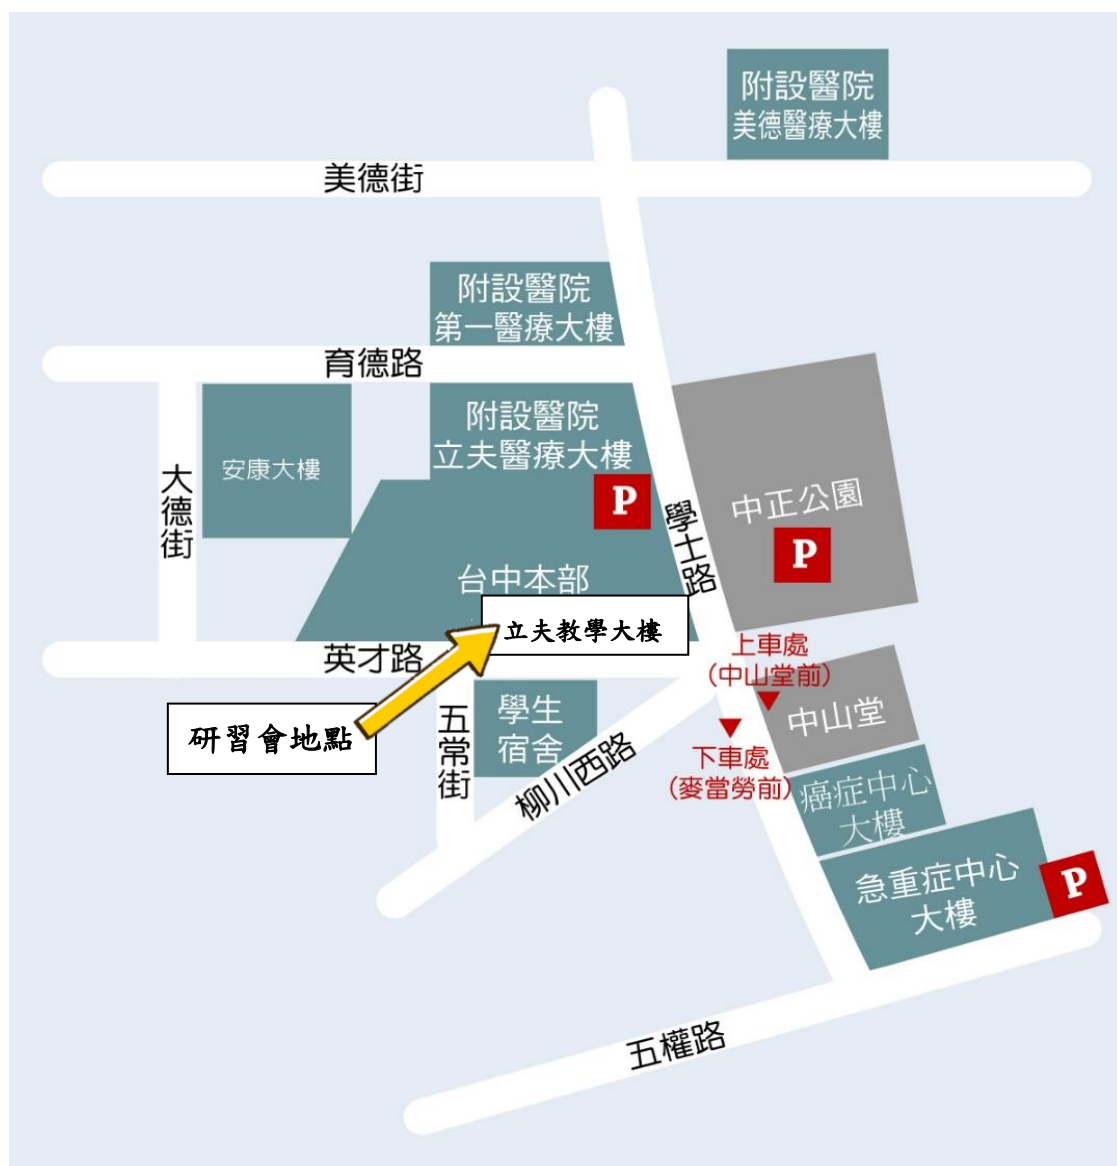 附設醫院
美德醫療大樓
美德街
附設醫院
第一醫療大樓
育德路
附設醫院
立夫醫療大樓
安康大樓
大德街
P
學士路
中正公園
P
台中本部
立夫教學大樓
英才路
上車處
(中山堂前)
研習會地點
五常街
學生
宿舍
柳川西路
中山堂
下車處
(麥當勞前)
癌症中心
大樓
急重症中心
大樓
P
五權路